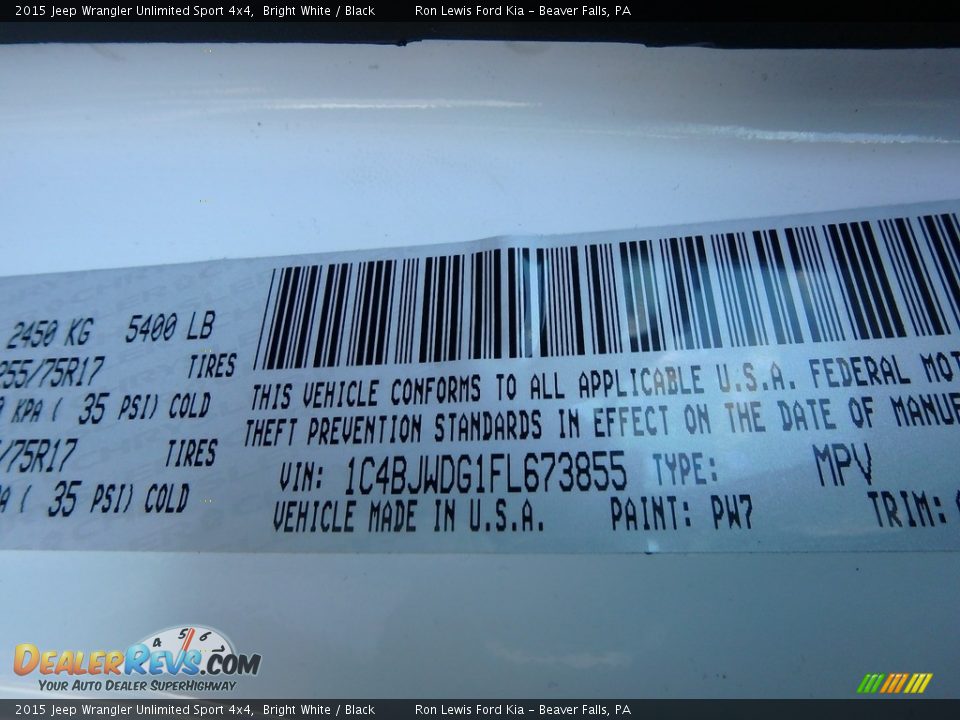 2015 Jeep Wrangler Unlimited Sport 4x4, Bright White / Black Ron Lewis Ford Kia - Beaver Falls, PA
2450 KG 5400 LB
255/75R17 TIRES
KPA ( 35 PSI) COLD
/75R17 TIRES
( 35 PSI) COLD
THIS VEHICLE CONFORMS TO ALL APPLICABLE U.S.A. FEDERAL MOT
THEFT PREVENTION STANDARDS IN EFFECT ON THE DATE OF MANUF
VIN: 1C4BJWDG1FL673855 TYPE: MPV
VEHICLE MADE IN U.S.A. PAINT: PW7 TRIM:
4 5 6 7
DEALERREVS.COM
YOUR AUTO DEALER SUPERHIGHWAY
2015 Jeep Wrangler Unlimited Sport 4x4, Bright White / Black Ron Lewis Ford Kia - Beaver Falls, PA